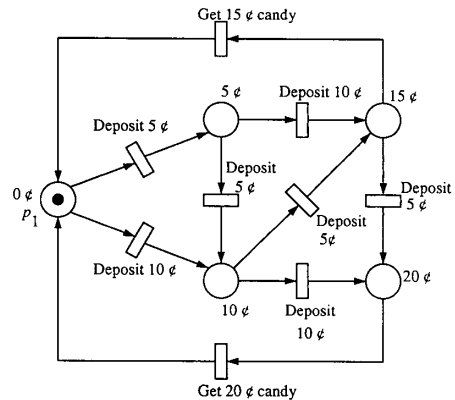 Get 15 ¢ candy
5 ¢
Deposit 10 ¢
15 ¢
Deposit 5 ¢
Deposit
5 ¢
0 ¢
p1
Deposit
5¢
Deposit
5 ¢
Deposit 10 ¢
10 ¢
Deposit
10 ¢
20 ¢
Get 20 ¢ candy